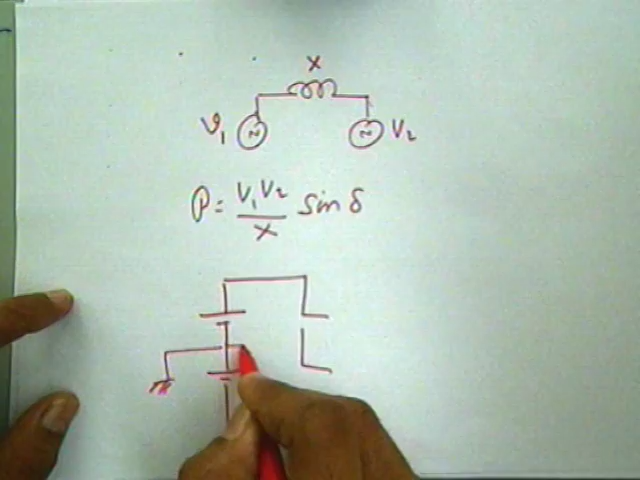 X
V₁ ~ ~ V₂
P = V₁V₂/X sin δ